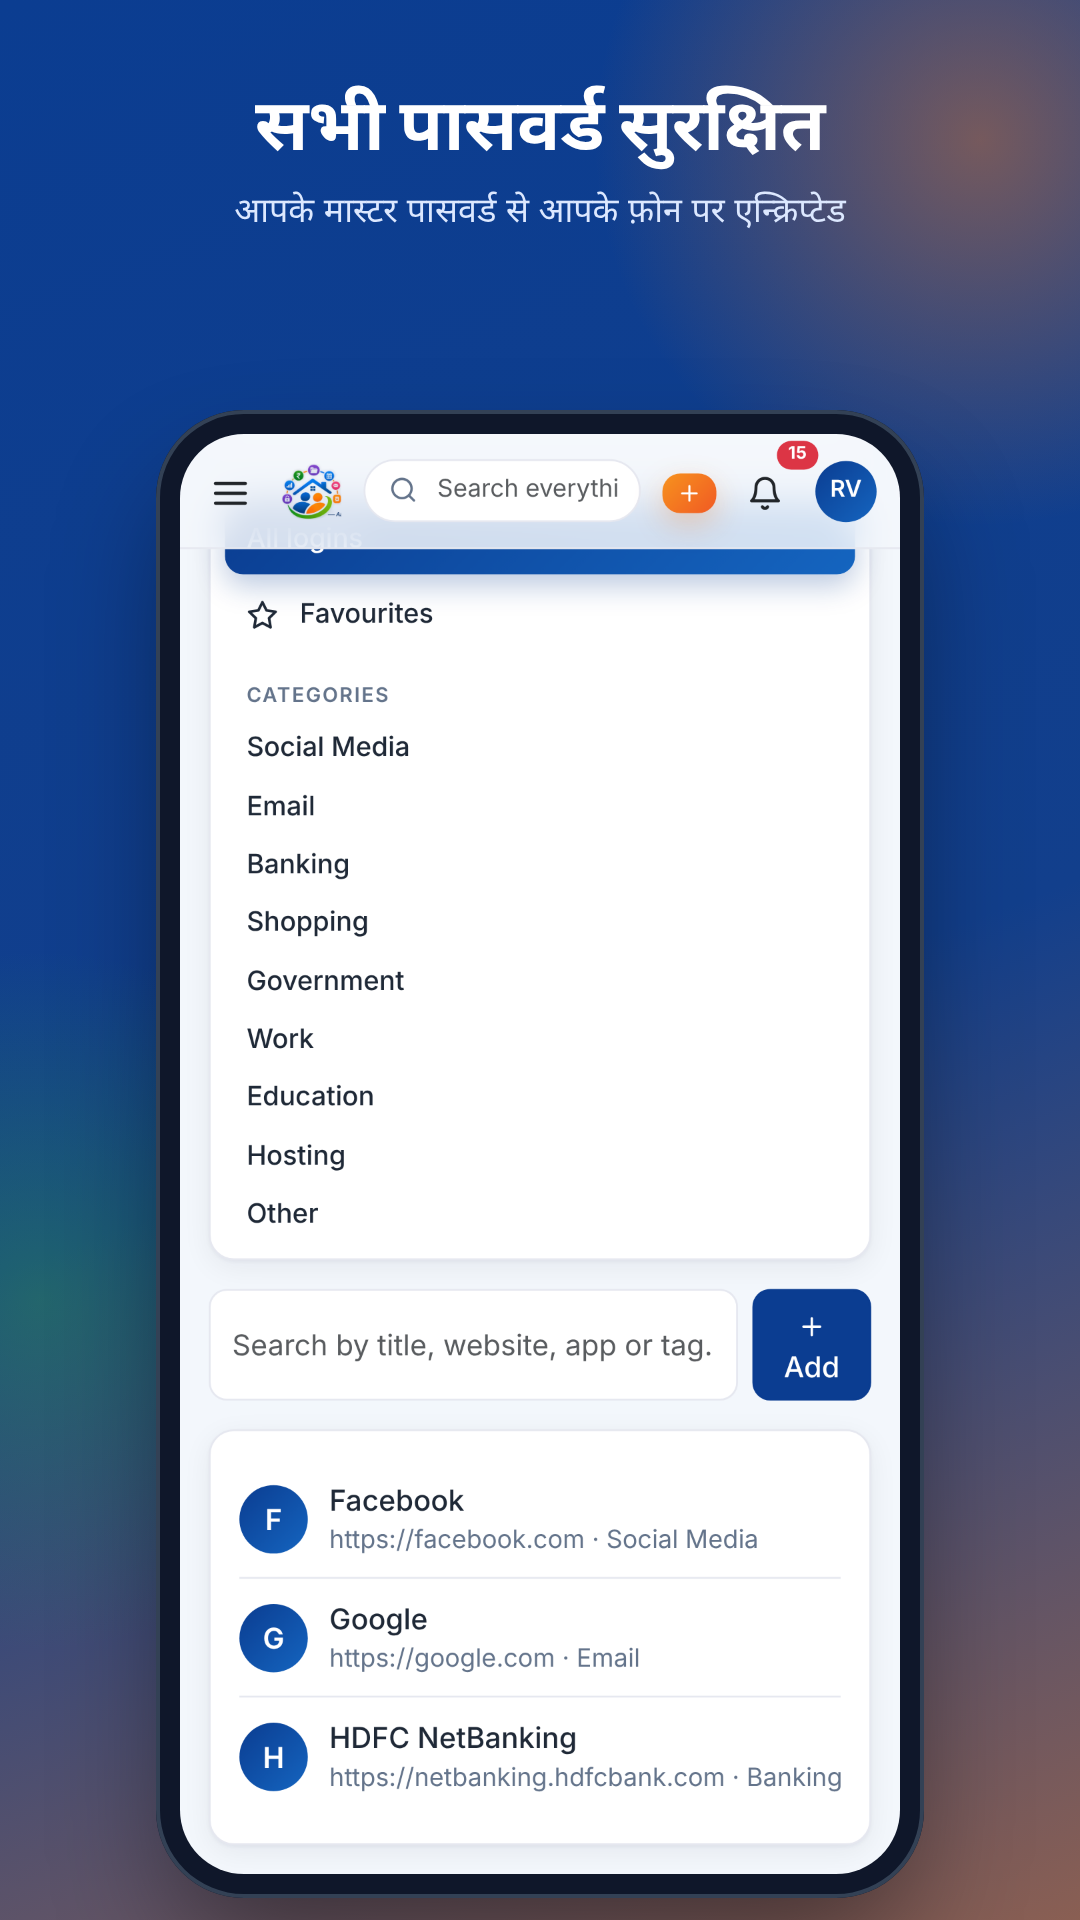 सभी पासवर्ड सुरक्षित
आपके मास्टर पासवर्ड से आपके फ़ोन पर एन्क्रिप्टेड
Search everythi
+
15
RV
All logins
Favourites
CATEGORIES
Social Media
Email
Banking
Shopping
Government
Work
Education
Hosting
Other
Search by title, website, app or tag.
+
Add
F
Facebook
https://facebook.com · Social Media
G
Google
https://google.com · Email
H
HDFC NetBanking
https://netbanking.hdfcbank.com · Banking